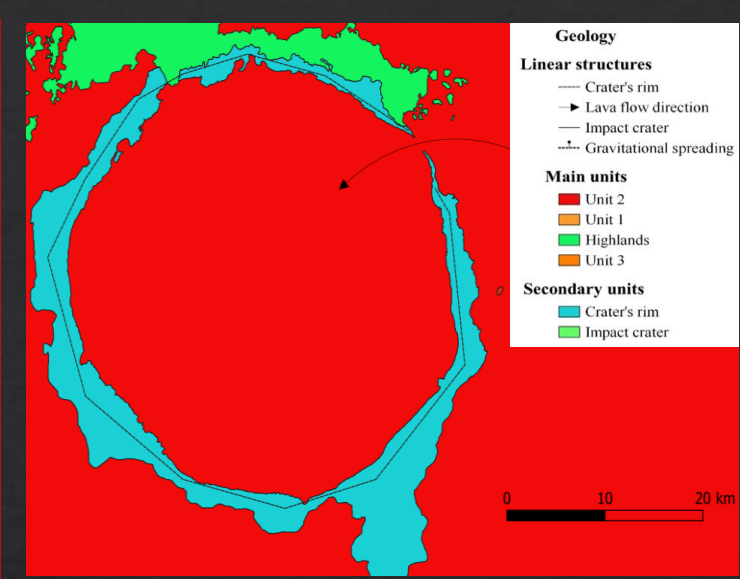 Geology
Linear structures
Crater's rim
Lava flow direction
Impact crater
Gravitational spreading
Main units
Unit 2
Unit 1
Highlands
Unit 3
Secondary units
Crater's rim
Impact crater
0 10 20 km